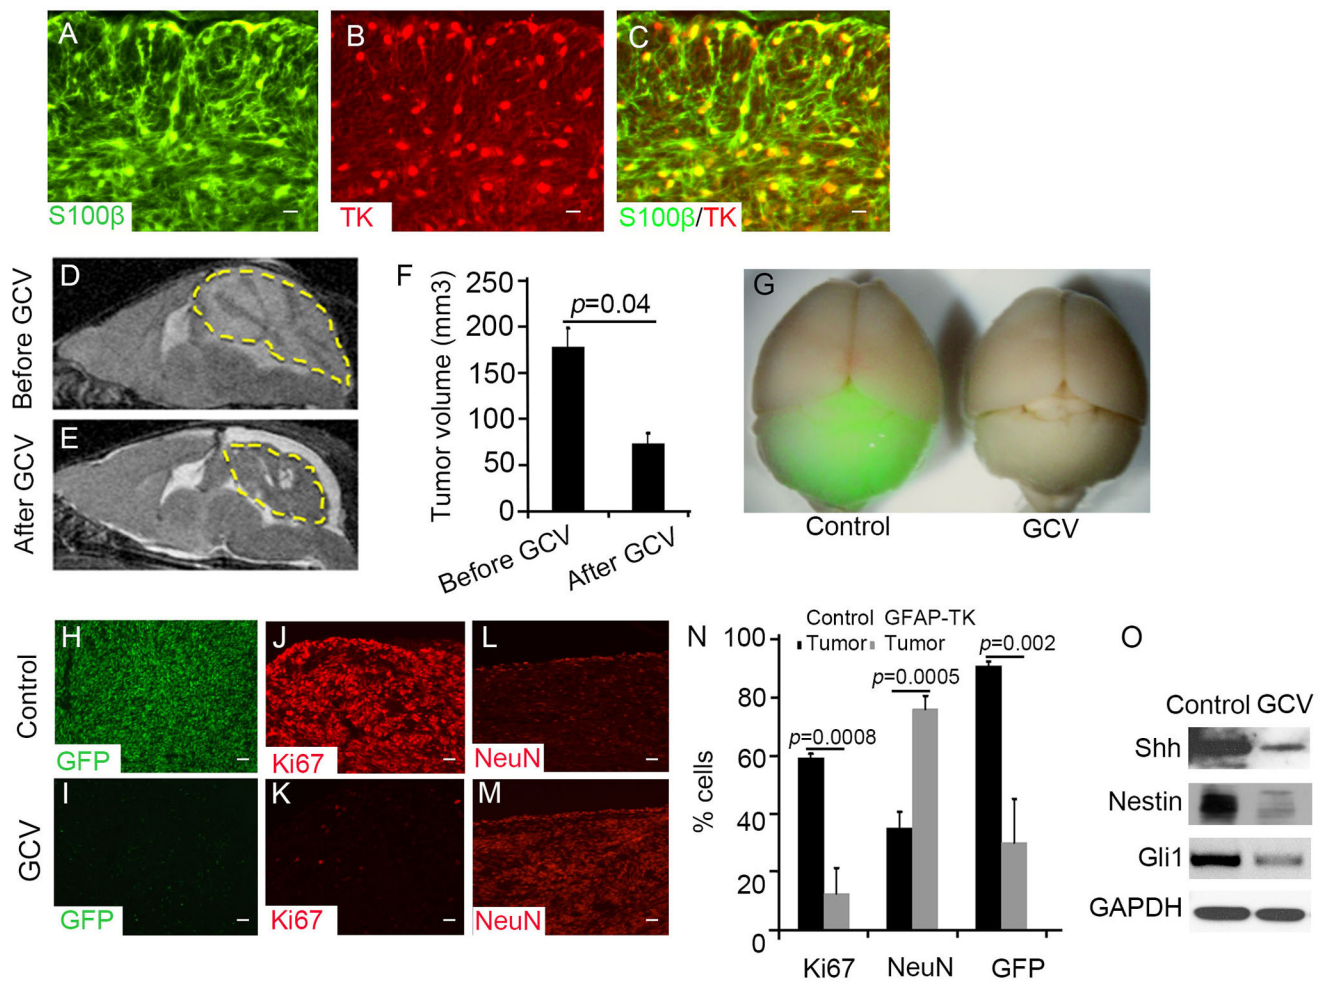 A
S100β
B
TK
C
S100β/TK
Before GCV
D
After GCV
E
F
Tumor volume (mm3)
250
200
150
100
50
0
p=0.04
Before GCV
After GCV
G
Control
GCV
Control
H
GFP
J
Ki67
L
NeuN
GCV
I
GFP
K
Ki67
M
NeuN
N
% cells
100
80
60
40
20
0
Control GFAP-TK
Tumor Tumor
p=0.0008
p=0.0005
p=0.002
Ki67
NeuN
GFP
O
Control GCV
Shh
Nestin
Gli1
GAPDH